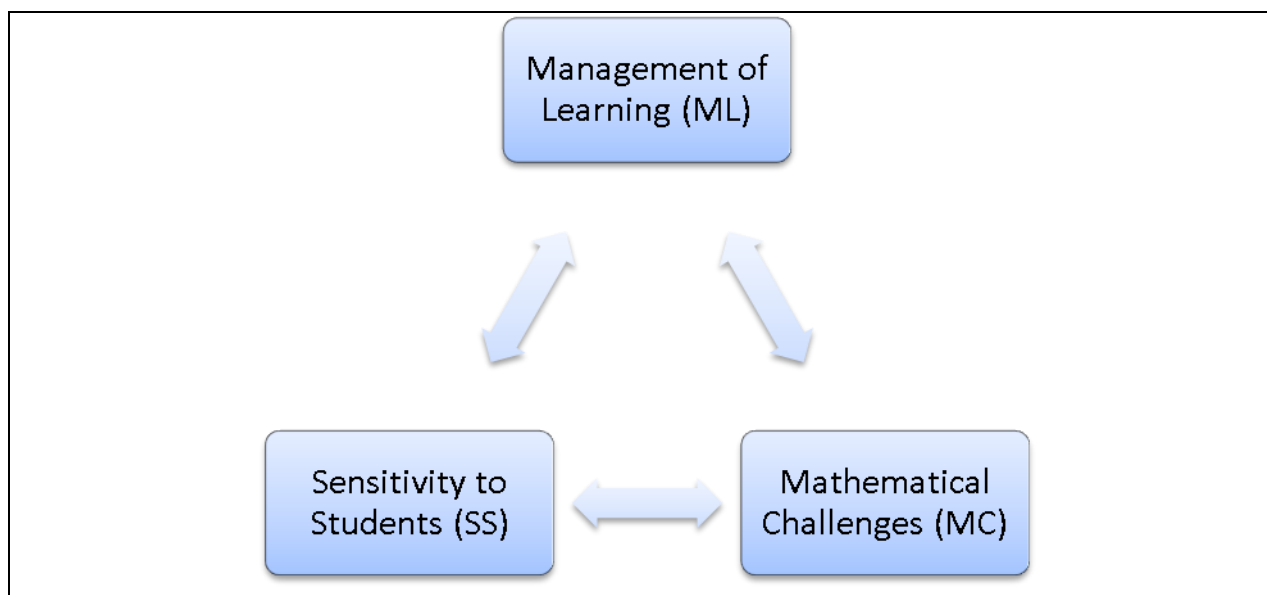 Management of
Learning (ML)
Sensitivity to
Students (SS)
Mathematical
Challenges (MC)